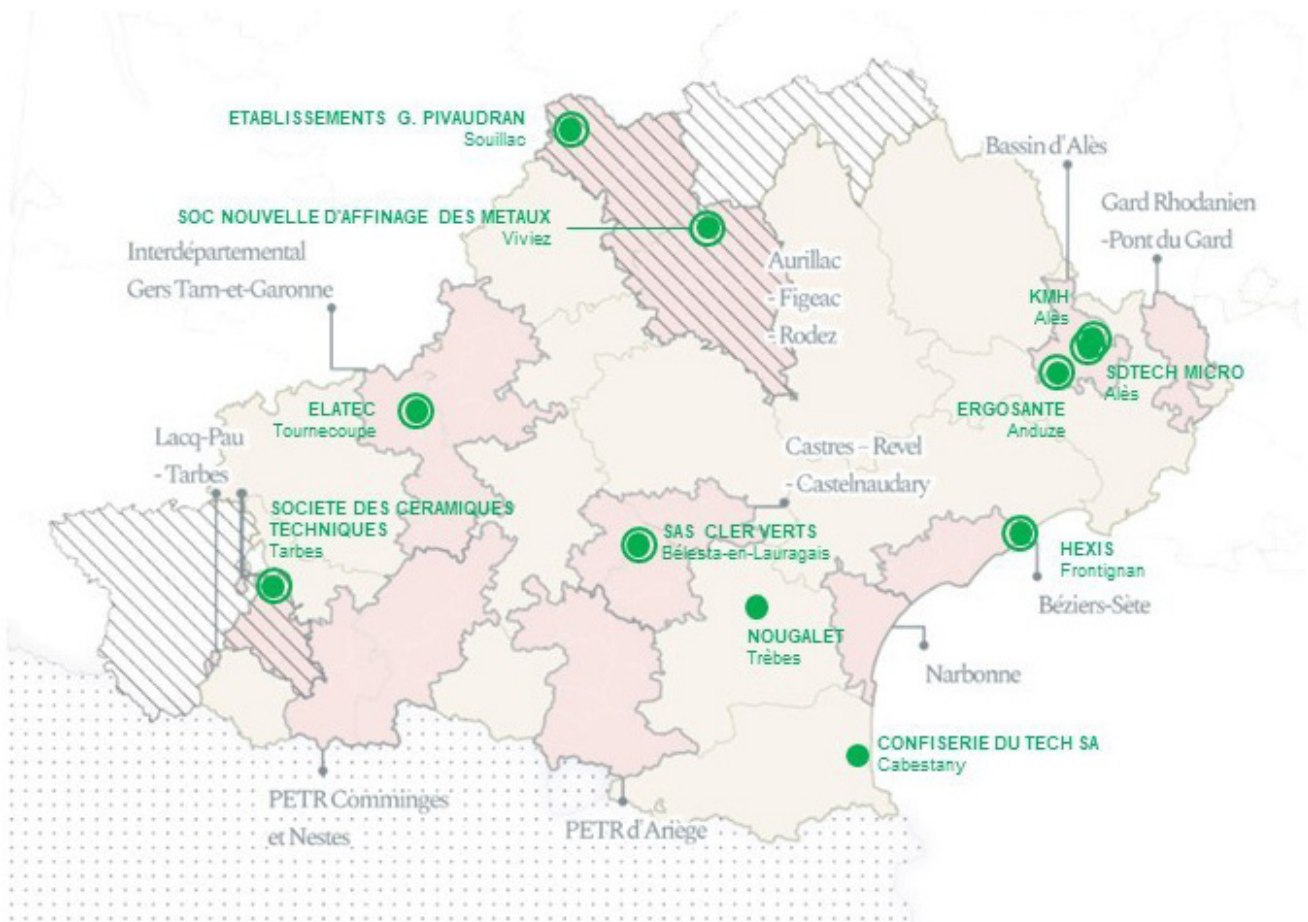 ETABLISSEMENTS G. PIVAUDRAN
Souillac
SOC NOUVELLE D'AFFINAGE DES METAUX
Viviez
Interdépartemental
Gers Tarn-et-Garonne
Bassin d'Alès
Gard Rhodanien
-Pont du Gard
Aurillac
- Figeac
- Rodez
KMH
Alès
SDTECH MICRO
Alès
ERGOSANTE
Anduze
ELATEC
Tournecoupe
Lacq-Pau
- Tarbes
SOCIETE DES CERAMIQUES
TECHNIQUES
Tarbes
Castres – Revel
- Castelnaudary
SAS CLER VERTS
Bélesta-en-Lauragais
HEXIS
Frontignan
Béziers-Sète
NOUGALET
Trèbes
Narbonne
CONFISERIE DU TECH SA
Cabestany
PETR Comminges
et Nestes
PETR d'Ariège